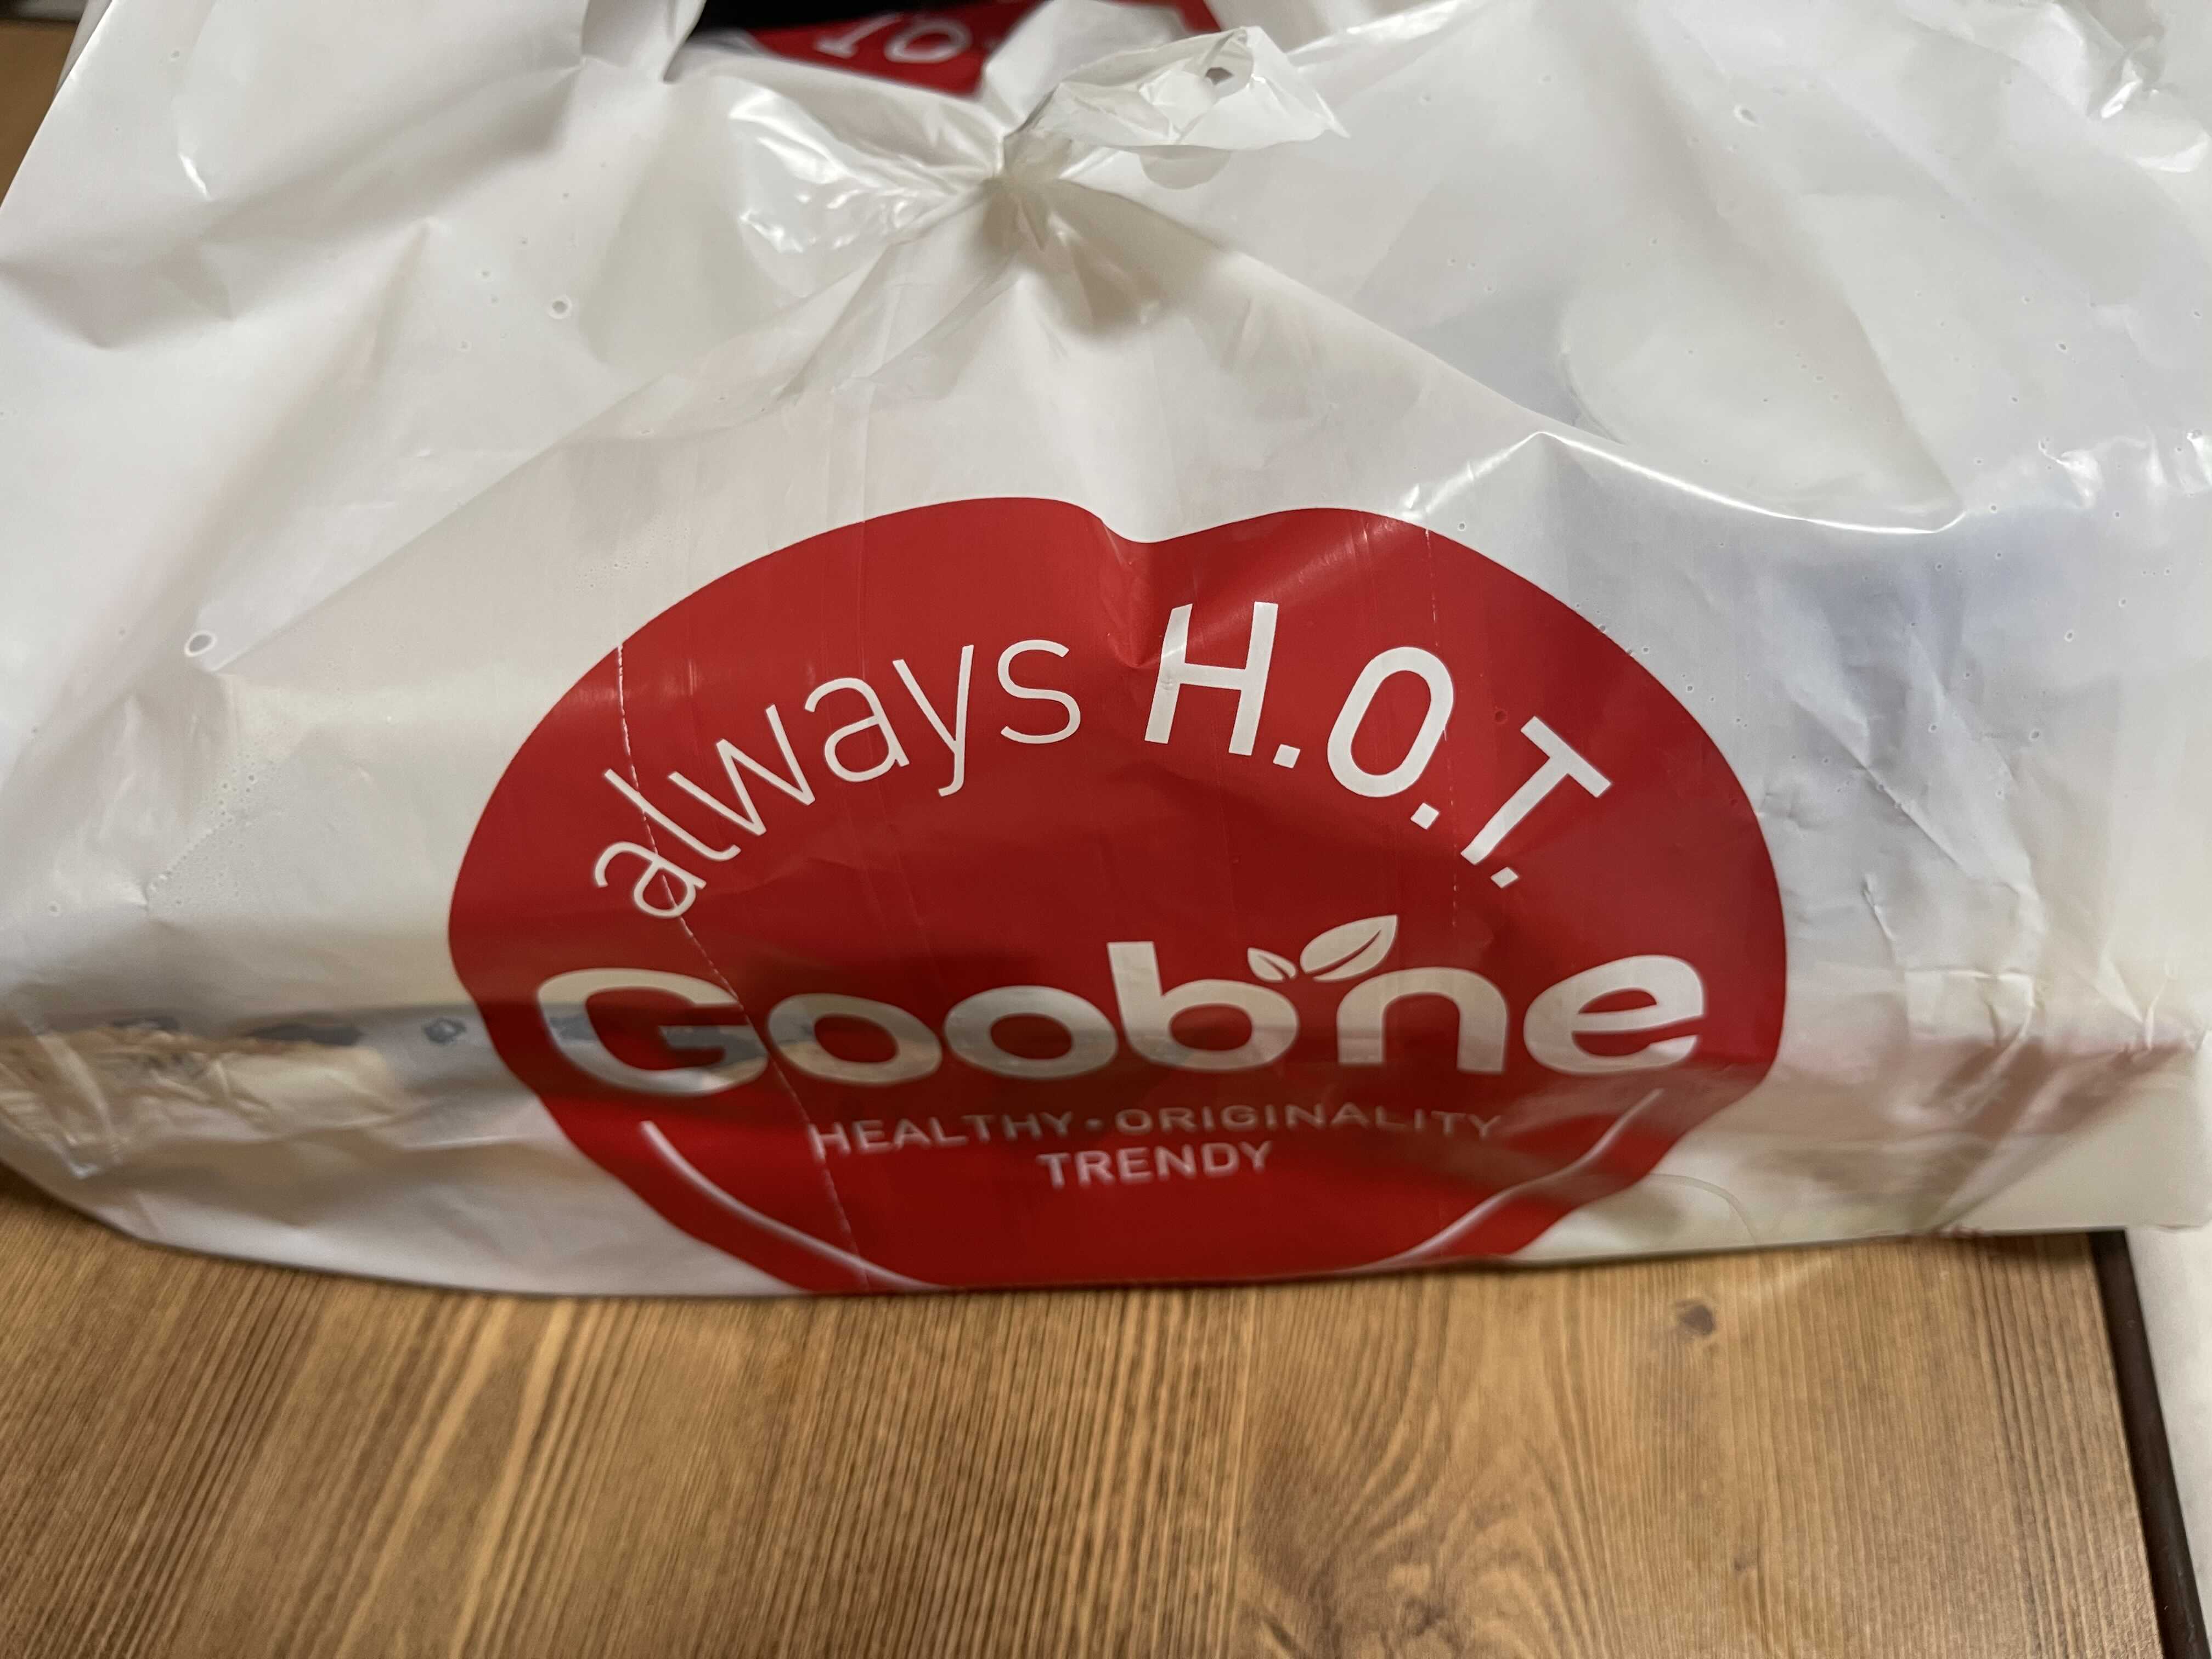 always H.O.T.
Goobne
HEALTHY•ORIGINALITY
TRENDY